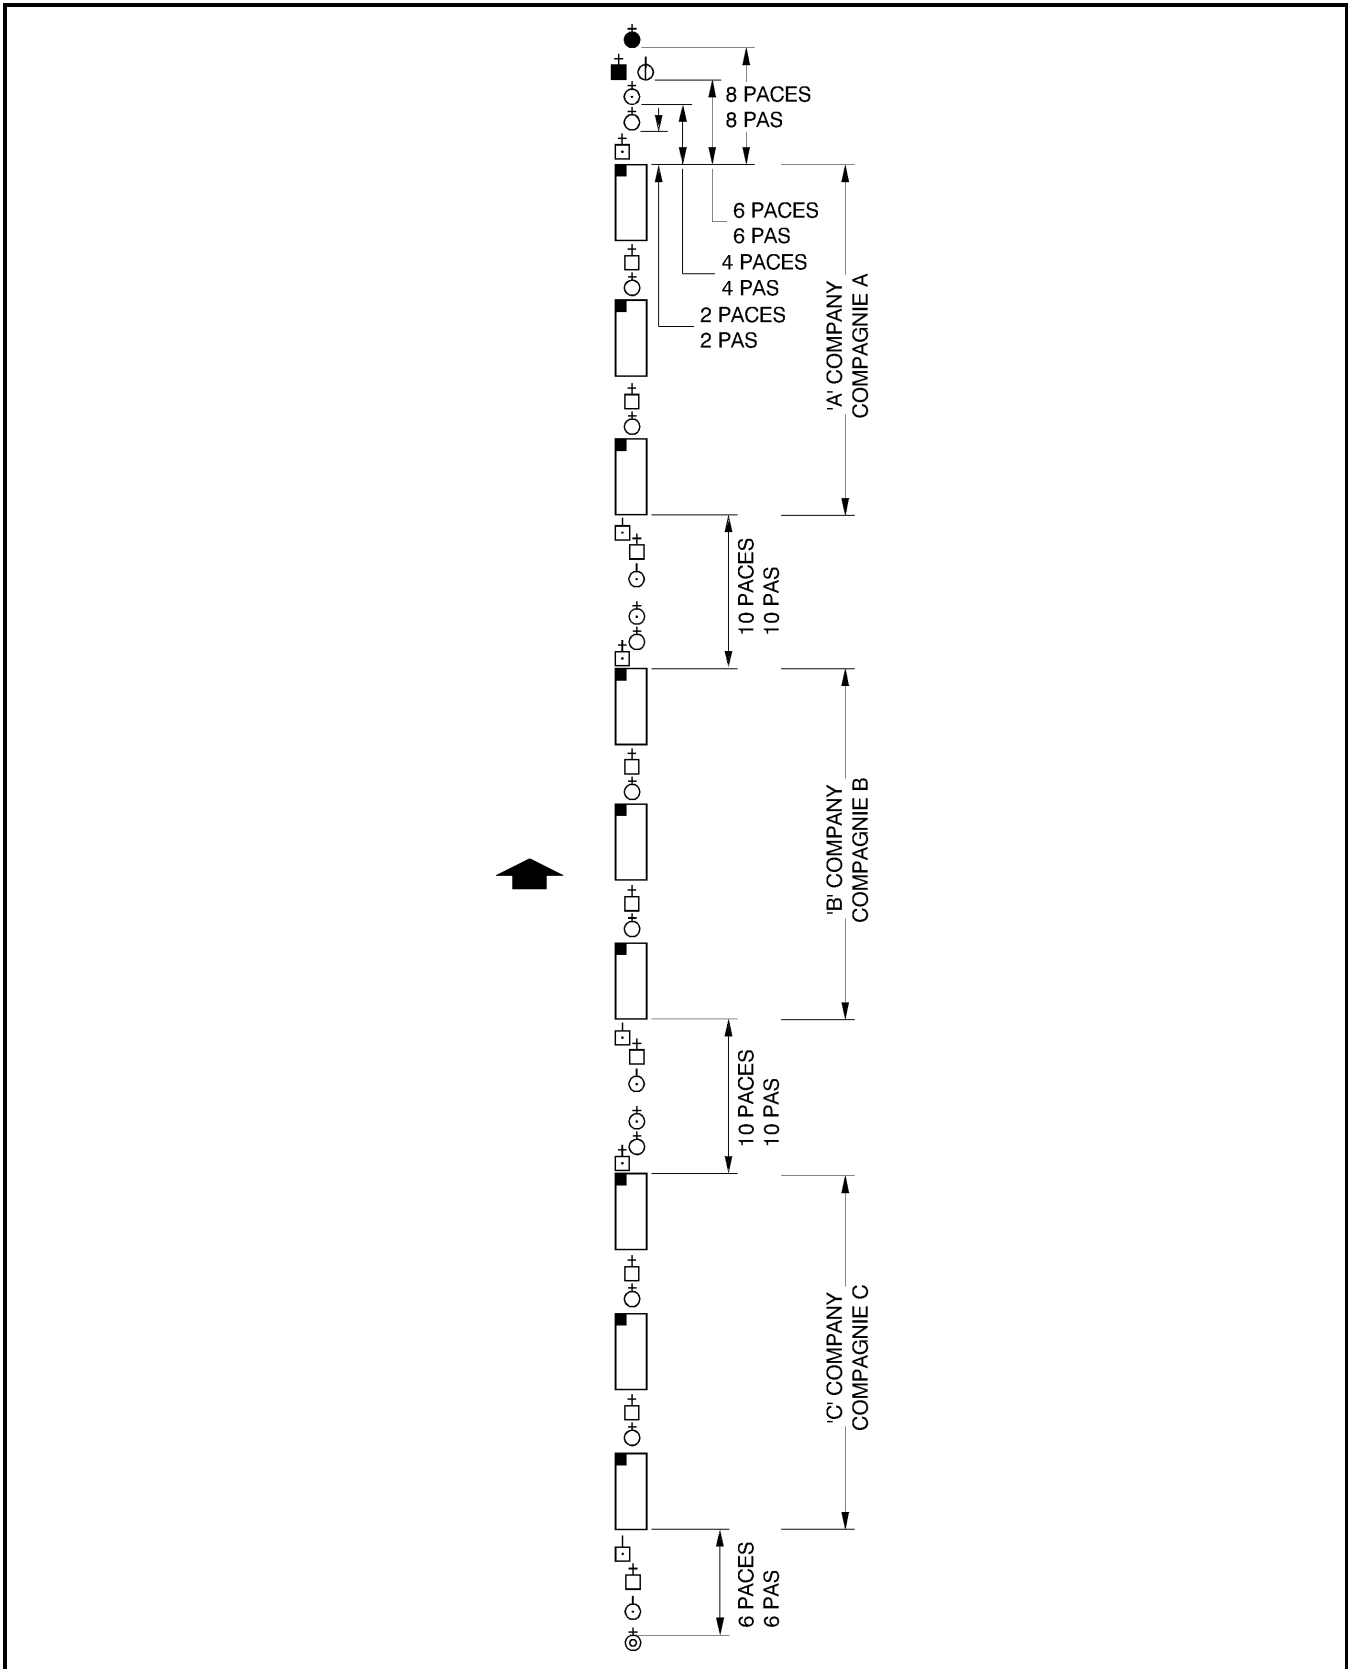 8 PACES
8 PAS
6 PACES
6 PAS
4 PACES
4 PAS
2 PACES
2 PAS
'A' COMPANY
COMPAGNIE A
10 PACES
10 PAS
'B' COMPANY
COMPAGNIE B
10 PACES
10 PAS
'C' COMPANY
COMPAGNIE C
6 PACES
6 PAS